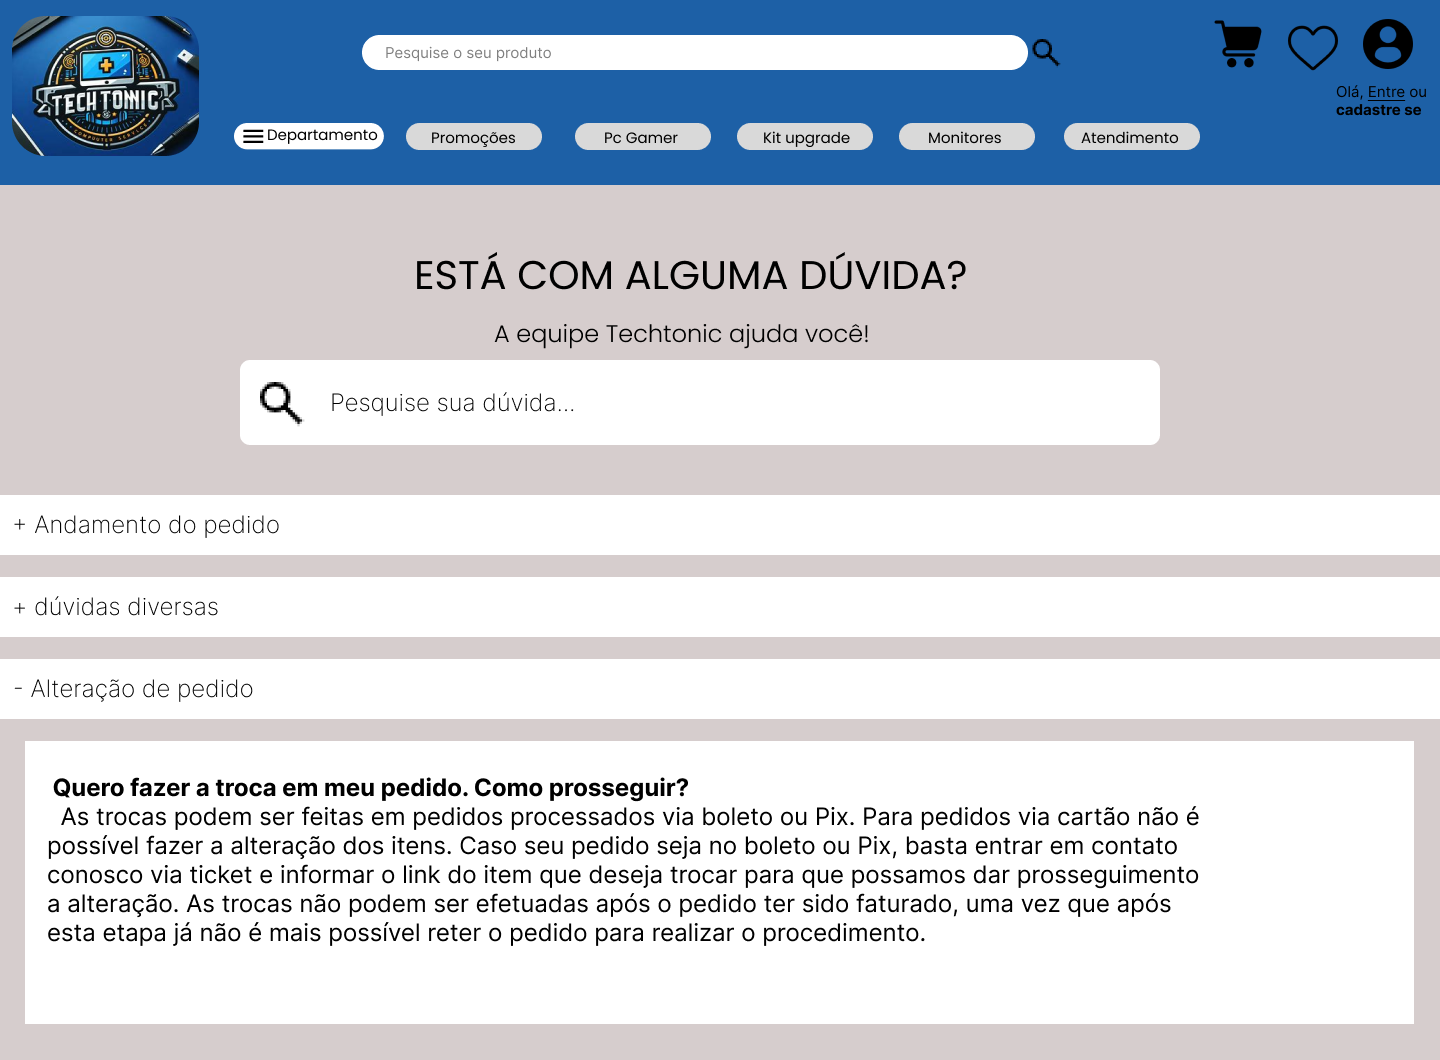 TECHTONIC
COMPUTER SERVICE
Pesquise o seu produto
Olá, Entre ou
cadastre se
Departamento
Promoções
Pc Gamer
Kit upgrade
Monitores
Atendimento
ESTÁ COM ALGUMA DÚVIDA?
A equipe Techtonic ajuda você!
Pesquise sua dúvida...
+ Andamento do pedido
+ dúvidas diversas
- Alteração de pedido
Quero fazer a troca em meu pedido. Como prosseguir?
As trocas podem ser feitas em pedidos processados via boleto ou Pix. Para pedidos via cartão não é
possível fazer a alteração dos itens. Caso seu pedido seja no boleto ou Pix, basta entrar em contato
conosco via ticket e informar o link do item que deseja trocar para que possamos dar prosseguimento
a alteração. As trocas não podem ser efetuadas após o pedido ter sido faturado, uma vez que após
esta etapa já não é mais possível reter o pedido para realizar o procedimento.